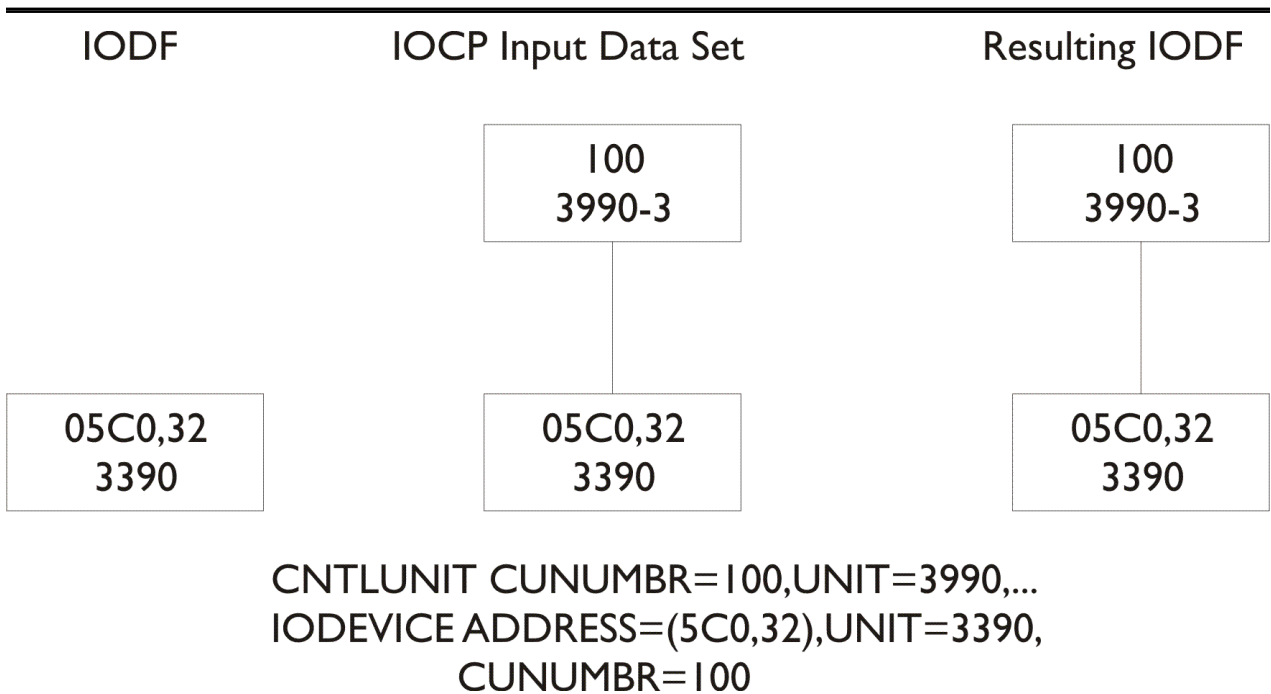 IODF IOCP Input Data Set Resulting IODF
100 100
3990-3 3990-3
05C0,32 05C0,32 05C0,32
3390 3390 3390
CNTLUNIT CUNUMBR=100,UNIT=3990,...
IODEVICE ADDRESS=(5C0,32),UNIT=3390,
CUNUMBR=100